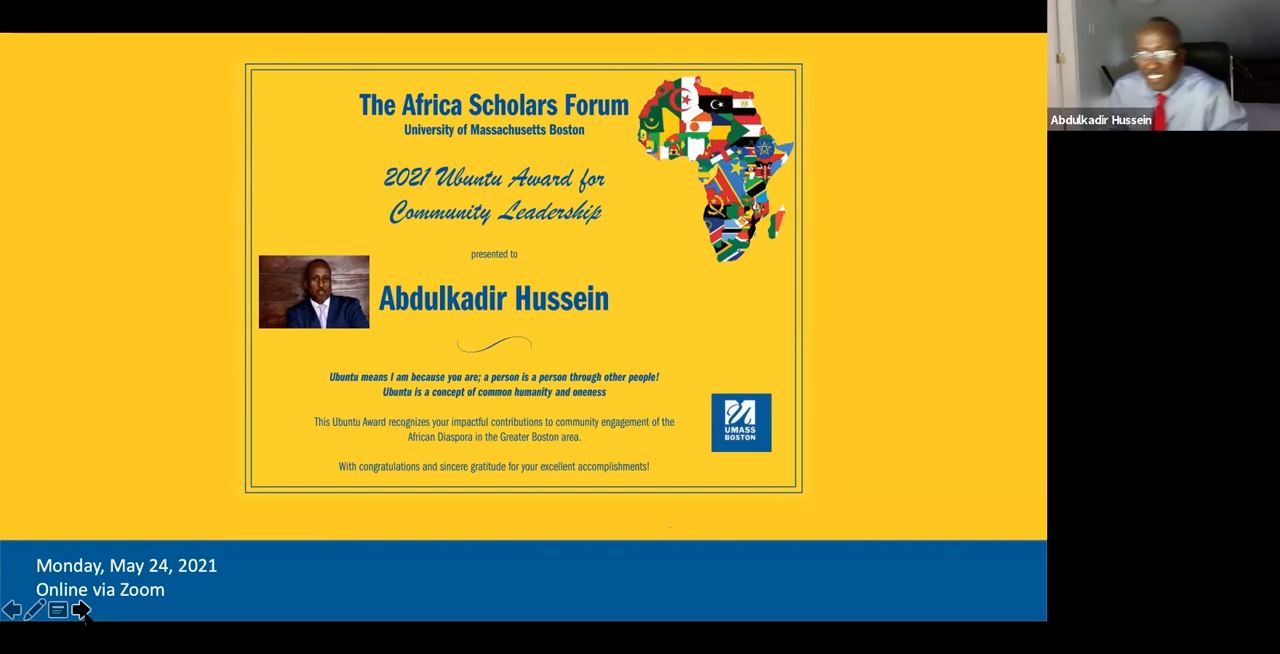 The Africa Scholars Forum
University of Massachusetts Boston
2021 Ubuntu Award for
Community Leadership
presented to
Abdulkadir Hussein
Ubuntu means I am because you are; a person is a person through other people!
Ubuntu is a concept of common humanity and oneness
This Ubuntu Award recognizes your impactful contributions to community engagement of the
African Diaspora in the Greater Boston area.
With congratulations and sincere gratitude for your excellent accomplishments!
UMASS
BOSTON
Monday, May 24, 2021
Online via Zoom
Abdulkadir Hussein